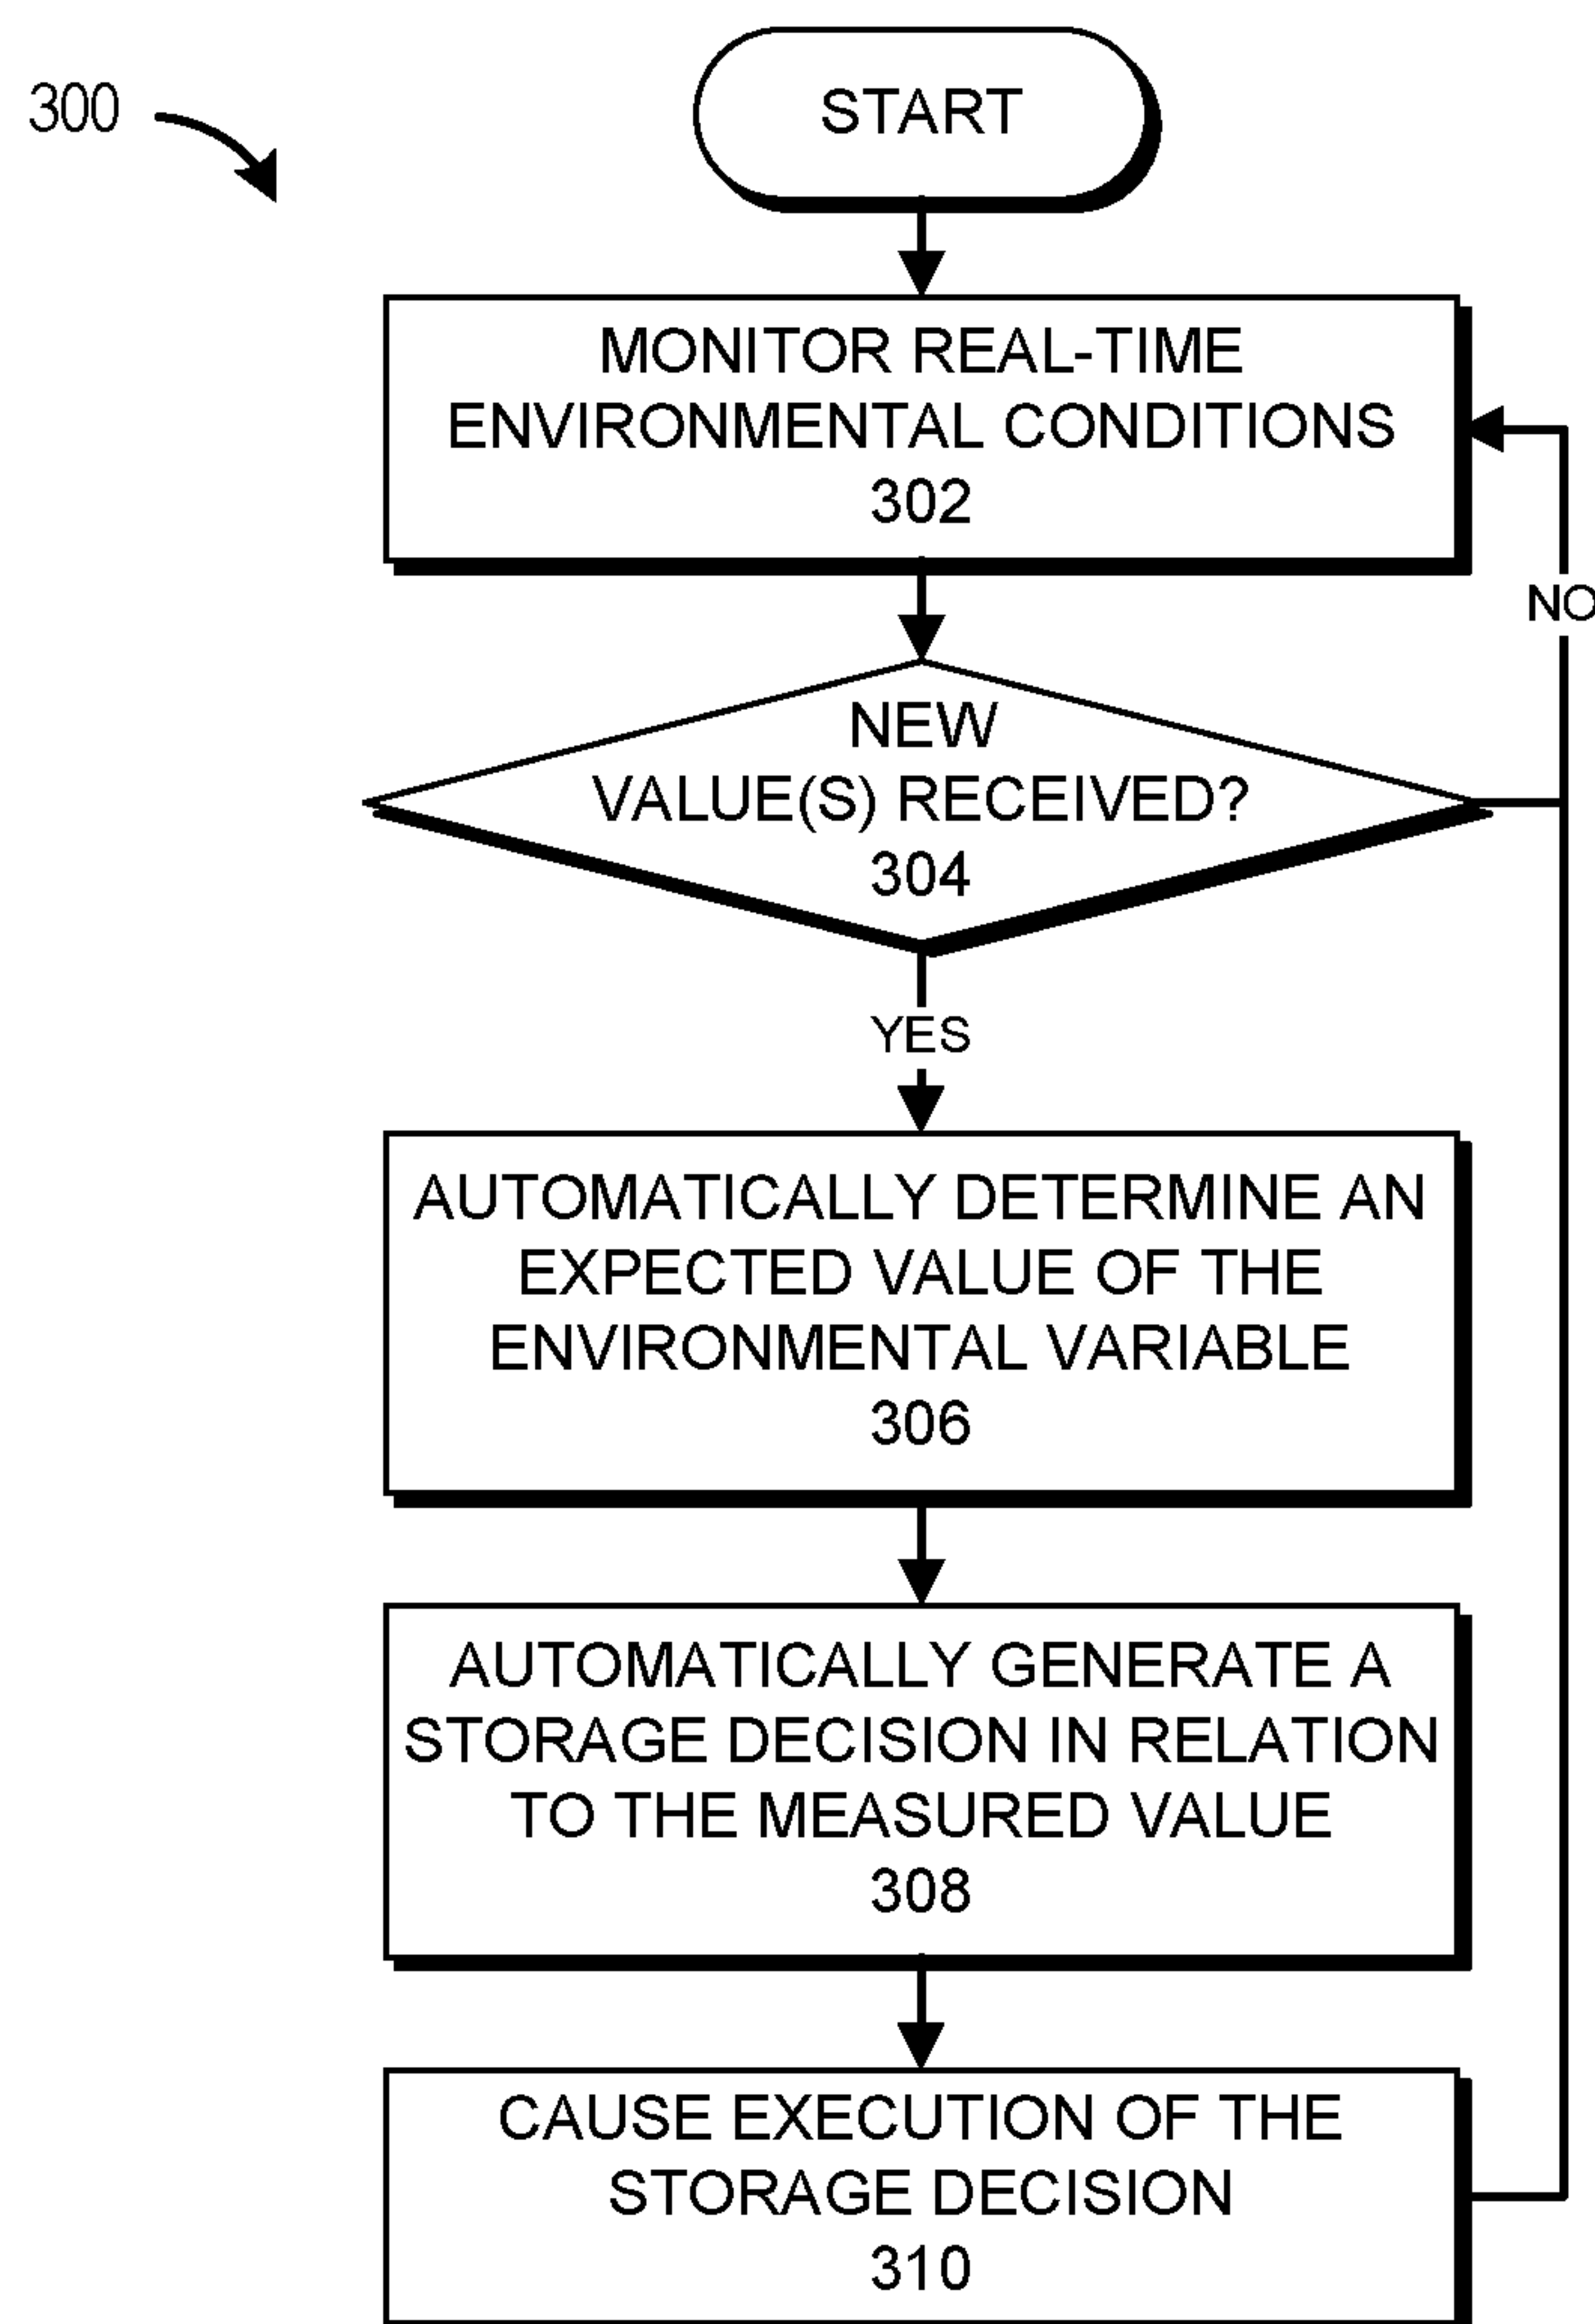 300
START
MONITOR REAL-TIME
ENVIRONMENTAL CONDITIONS
302
NO
NEW
VALUE(S) RECEIVED?
304
YES
AUTOMATICALLY DETERMINE AN
EXPECTED VALUE OF THE
ENVIRONMENTAL VARIABLE
306
AUTOMATICALLY GENERATE A
STORAGE DECISION IN RELATION
TO THE MEASURED VALUE
308
CAUSE EXECUTION OF THE
STORAGE DECISION
310